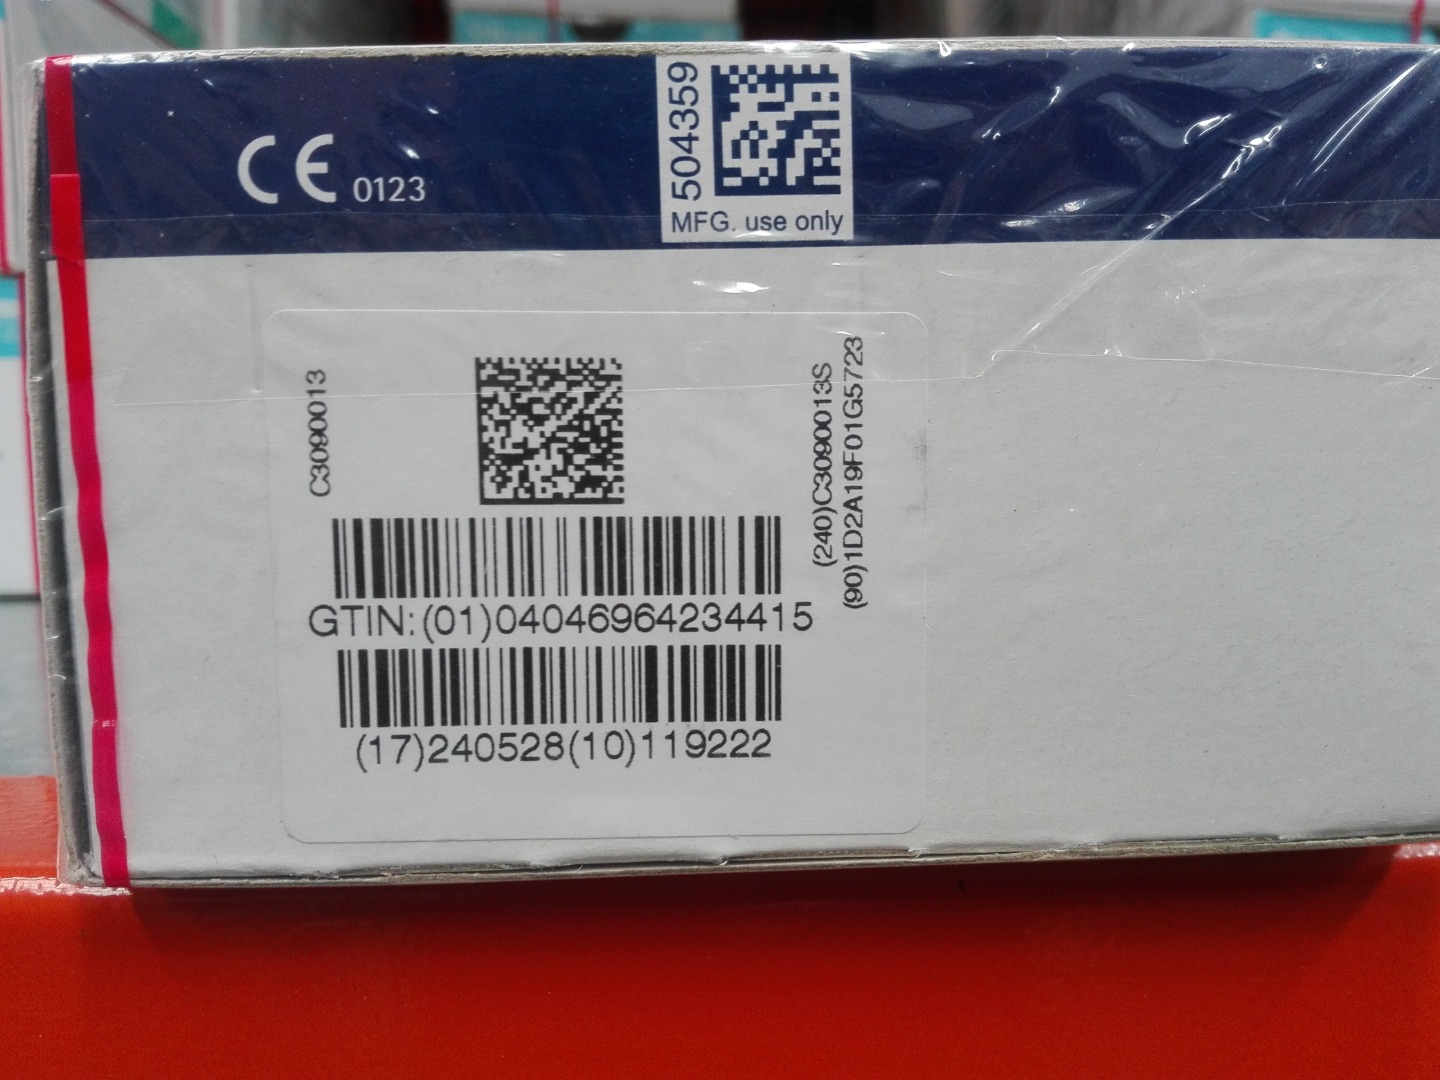 CE 0123
504359
MFG. use only
C3090013
(240)C3090013S
(90)1D2A19F01G5723
GTIN:(01)04046964234415
(17)240528(10)119222